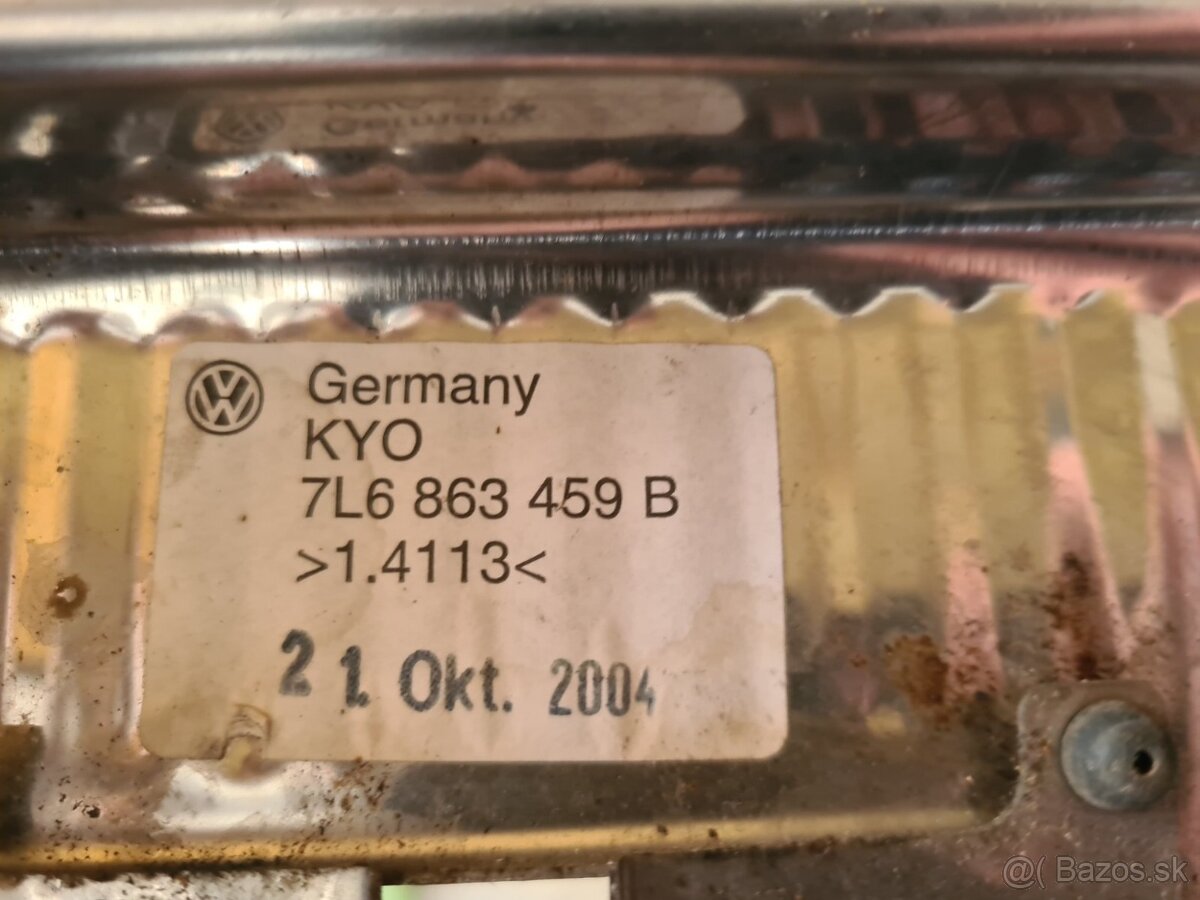 Germany
KYO
7L6 863 459 B
>1.4113<
21. Okt. 2004
@( Bazos.sk